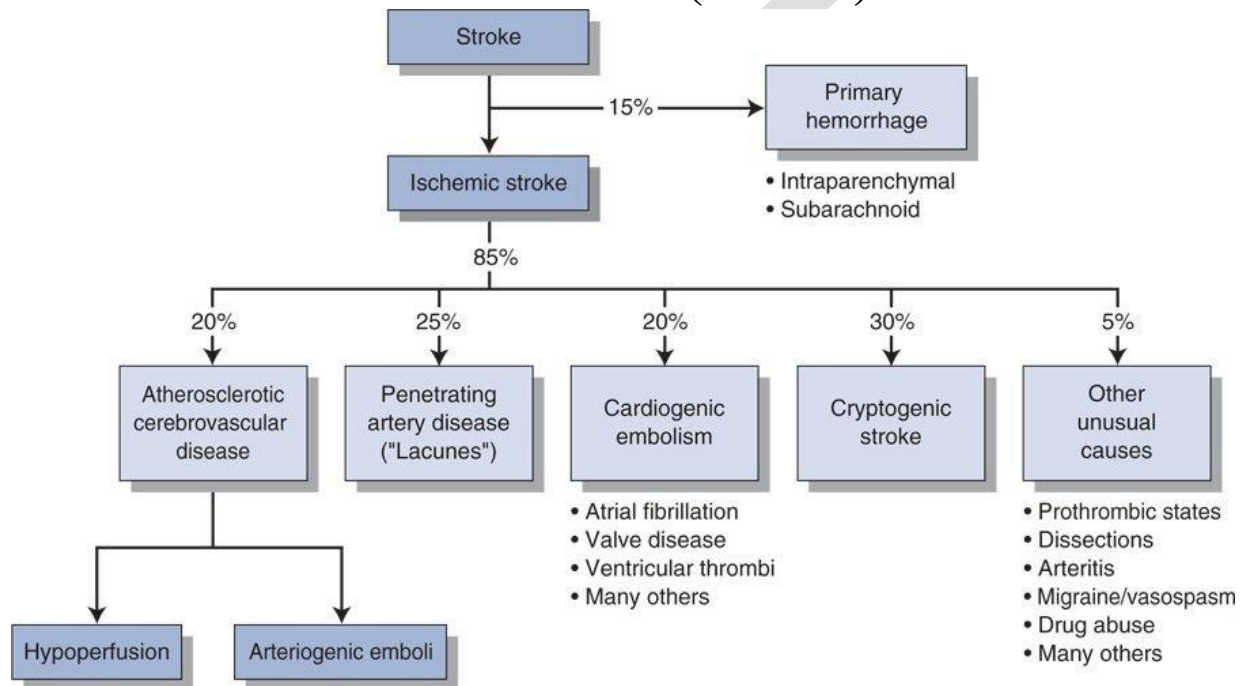 Stroke
15%
Primary
hemorrhage
• Intraparenchymal
• Subarachnoid
Ischemic stroke
85%
20%
25%
20%
30%
5%
Atherosclerotic
cerebrovascular
disease
Penetrating
artery disease
("Lacunes")
Cardiogenic
embolism
Cryptogenic
stroke
Other
unusual
causes
• Atrial fibrillation
• Valve disease
• Ventricular thrombi
• Many others
• Prothrombic states
• Dissections
• Arteritis
• Migraine/vasospasm
• Drug abuse
• Many others
Hypoperfusion
Arteriogenic emboli